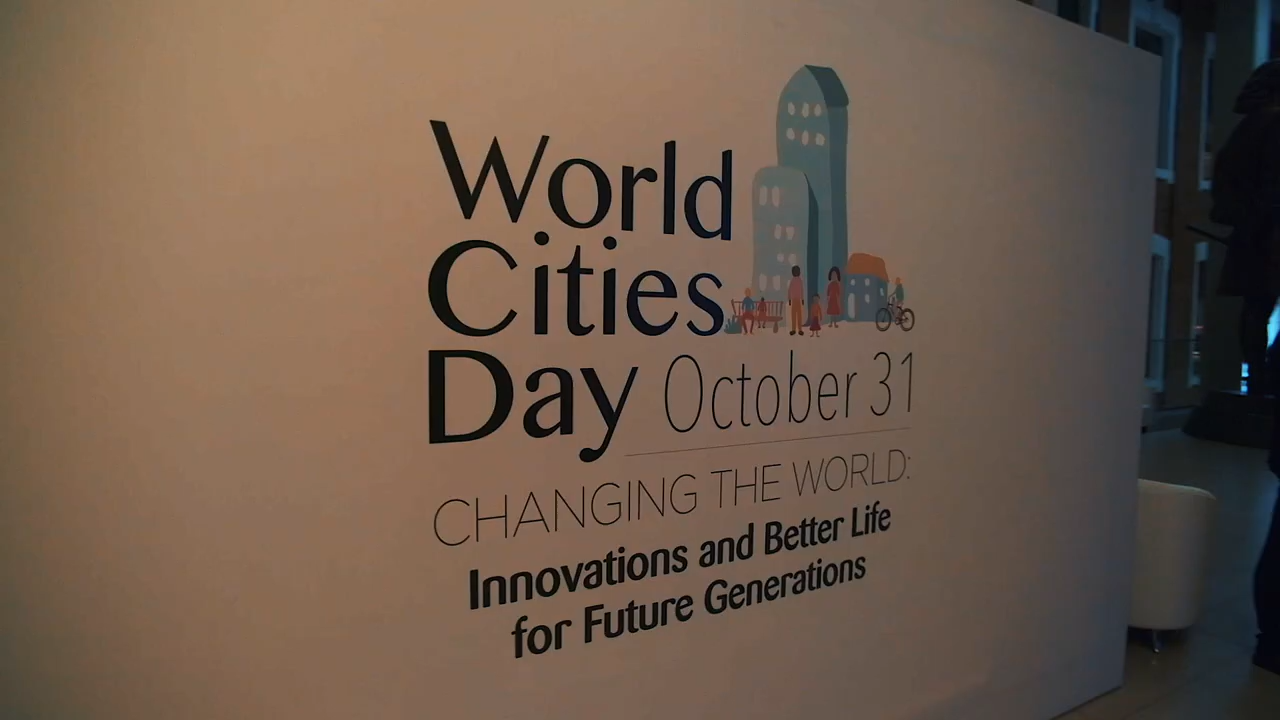 World
Cities
Day October 31
CHANGING THE WORLD:
Innovations and Better Life
for Future Generations